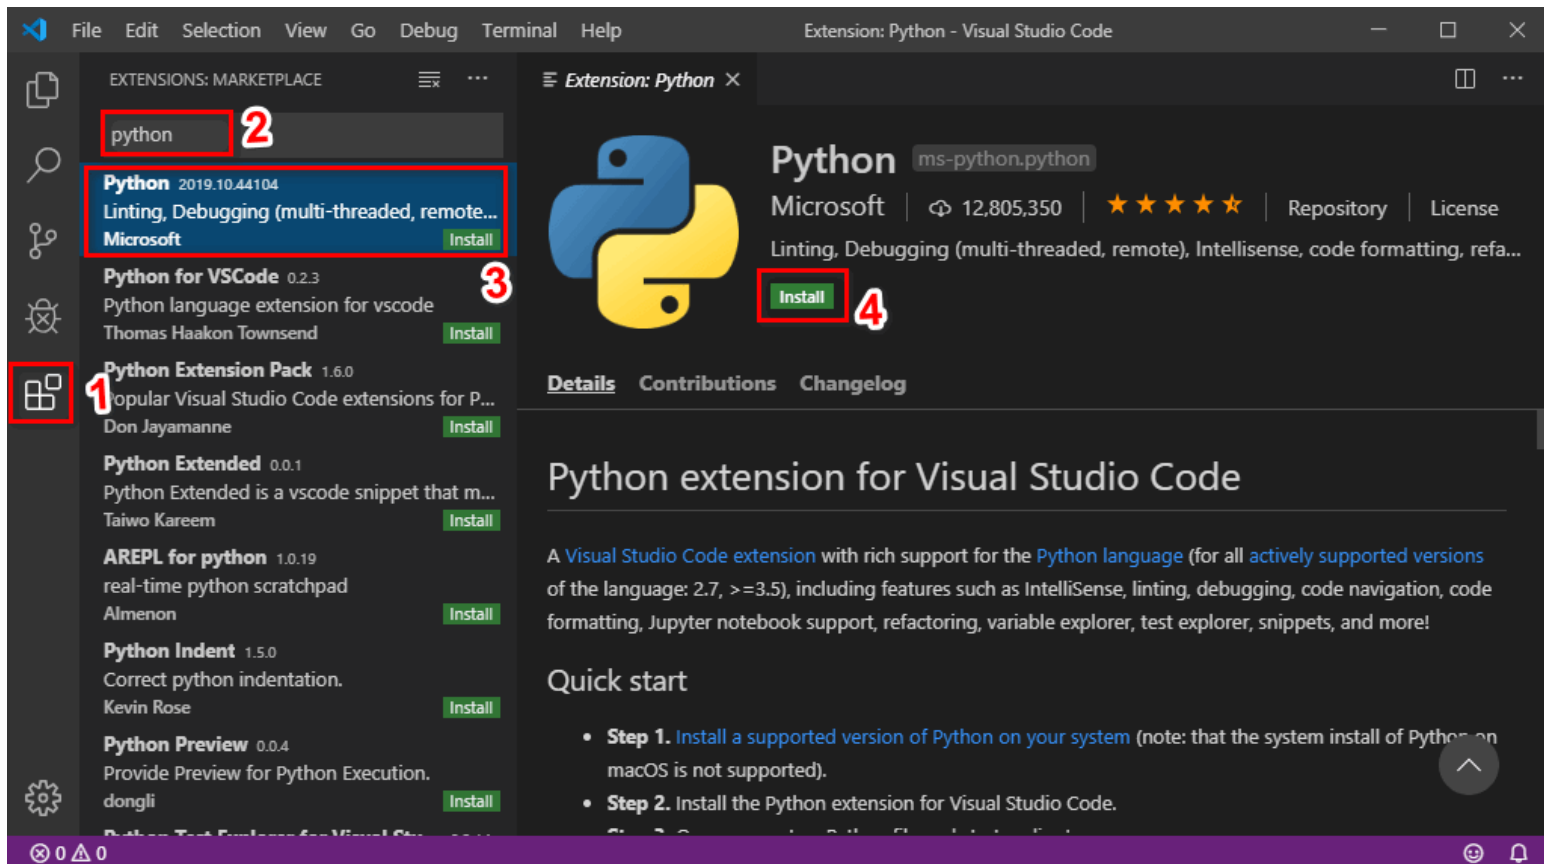 File Edit Selection View Go Debug Terminal Help
Extension: Python - Visual Studio Code
EXTENSIONS: MARKETPLACE
python
2
Python 2019.10.44104
Linting, Debugging (multi-threaded, remote...
Microsoft Install
3
Python for VSCode 0.2.3
Python language extension for vscode
Thomas Haakon Townsend Install
1
Python Extension Pack 1.6.0
Popular Visual Studio Code extensions for P...
Don Jayamanne Install
Python Extended 0.0.1
Python Extended is a vscode snippet that m...
Taiwo Kareem Install
AREPL for python 1.0.19
real-time python scratchpad
Almenon Install
Python Indent 1.5.0
Correct python indentation.
Kevin Rose Install
Python Preview 0.0.4
Provide Preview for Python Execution.
dongli Install
Python Test Explorer for Visual Stu...
Extension: Python
Python ms-python.python
Microsoft 12,805,350 Repository License
Linting, Debugging (multi-threaded, remote), Intellisense, code formatting, refa...
Install
4
Details Contributions Changelog
Python extension for Visual Studio Code
A Visual Studio Code extension with rich support for the Python language (for all actively supported versions
of the language: 2.7, >=3.5), including features such as IntelliSense, linting, debugging, code navigation, code
formatting, Jupyter notebook support, refactoring, variable explorer, test explorer, snippets, and more!
Quick start
• Step 1. Install a supported version of Python on your system (note: that the system install of Python on
macOS is not supported).
• Step 2. Install the Python extension for Visual Studio Code.
0 0